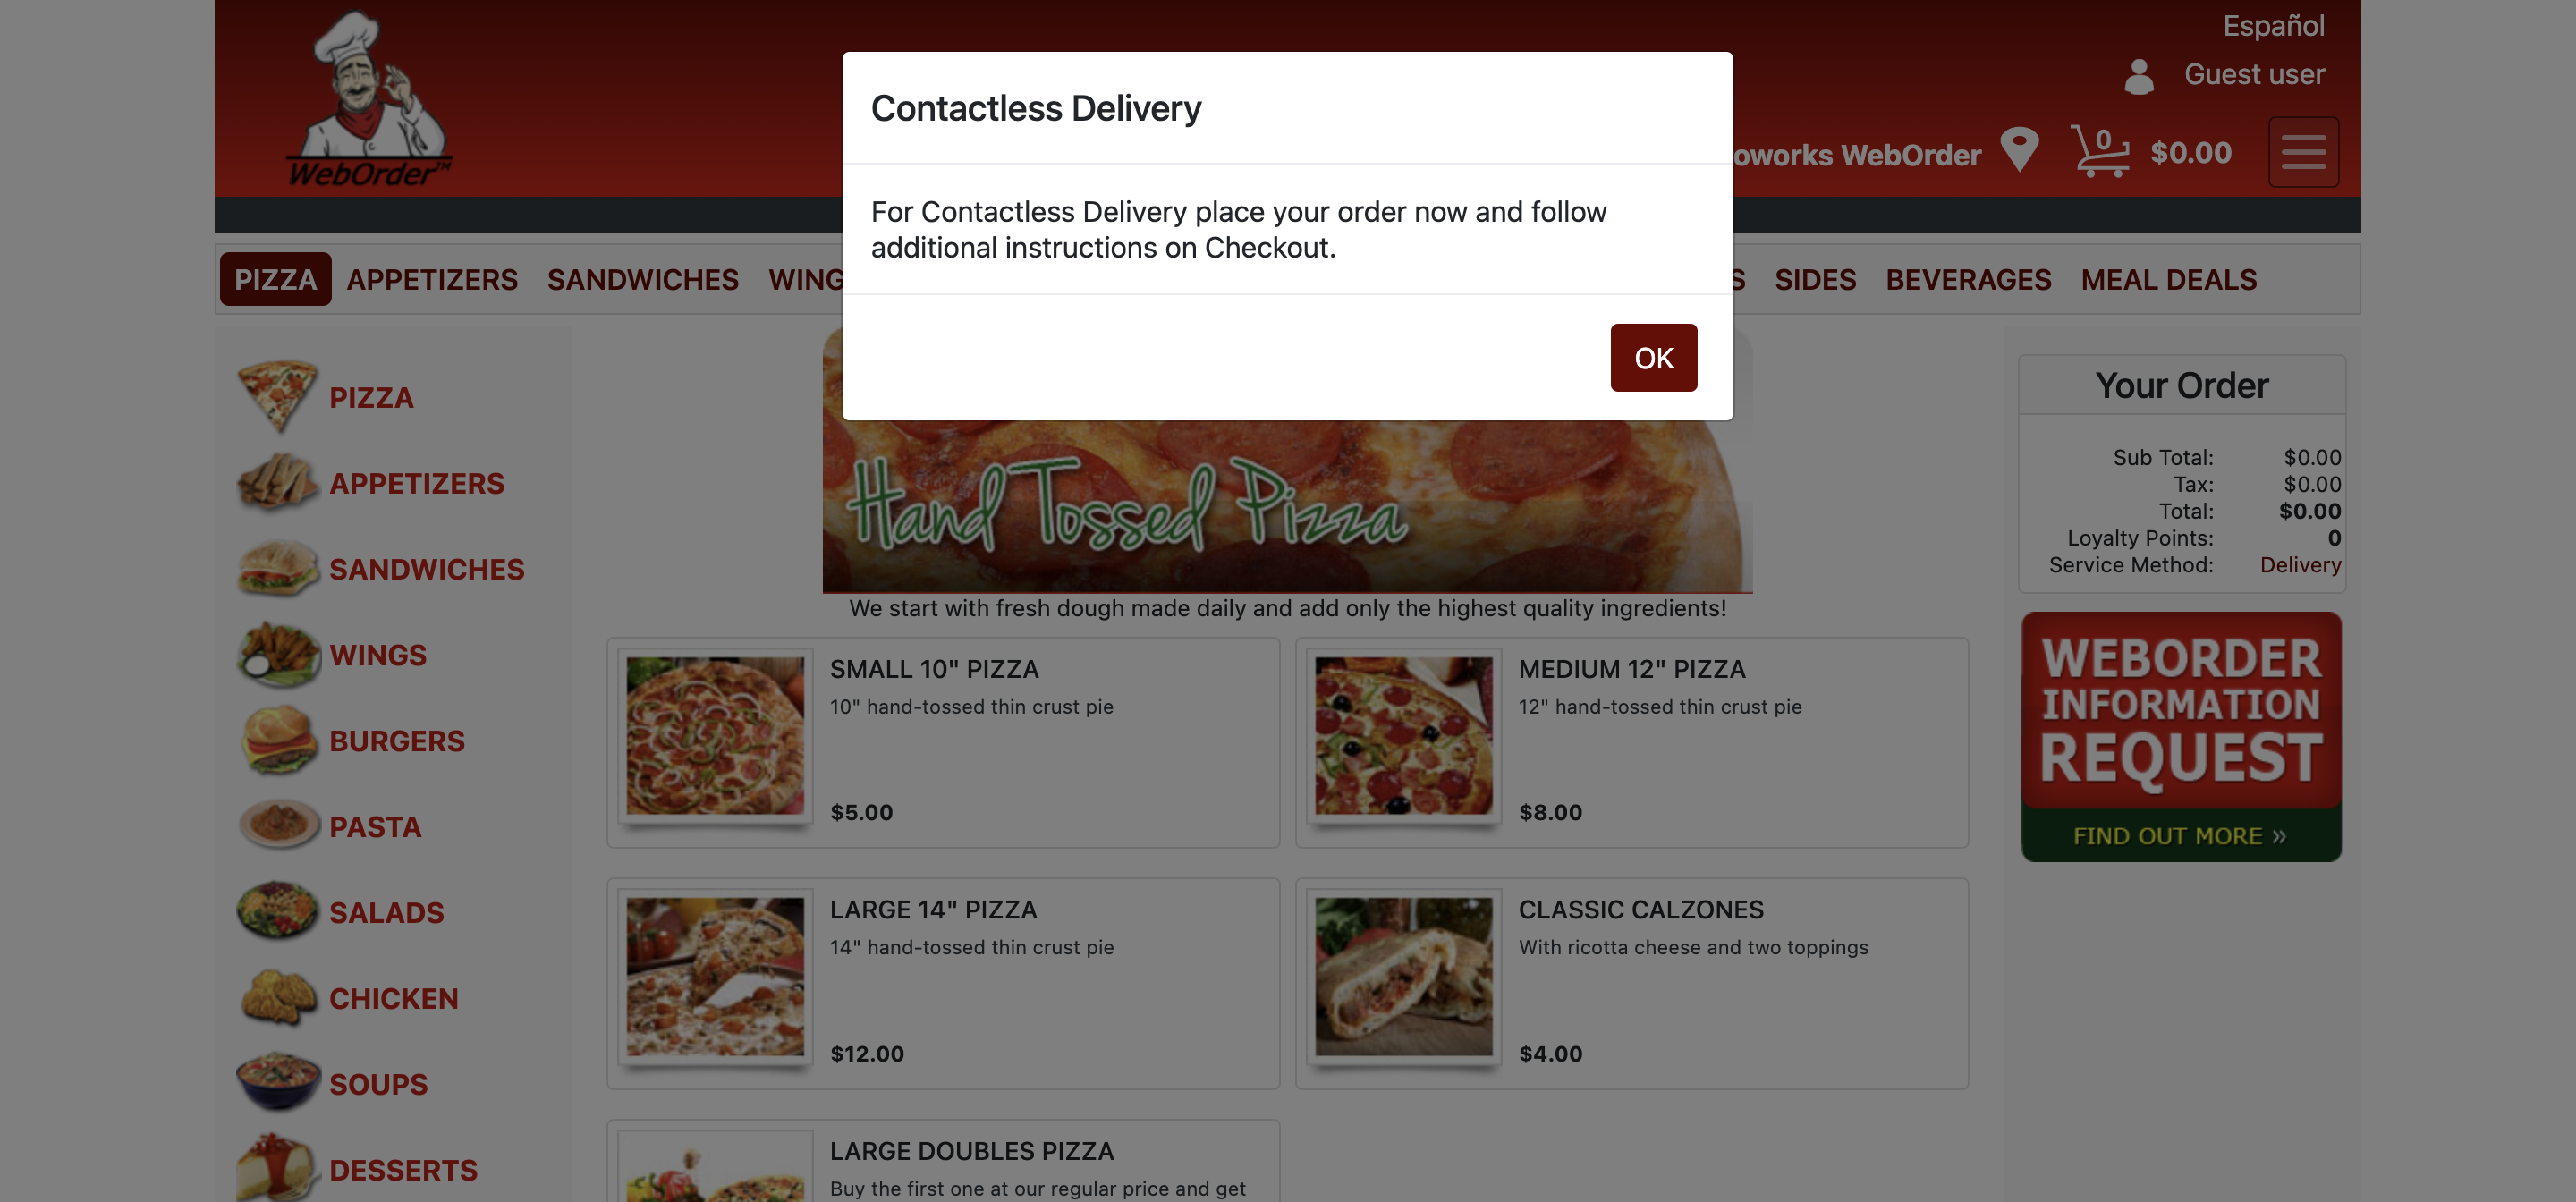 WebOrder™
Español
Guest user
oworks WebOrder
0
$0.00
Contactless Delivery
For Contactless Delivery place your order now and follow
additional instructions on Checkout.
OK
PIZZA APPETIZERS SANDWICHES WING S SIDES BEVERAGES MEAL DEALS
PIZZA
APPETIZERS
SANDWICHES
WINGS
BURGERS
PASTA
SALADS
CHICKEN
SOUPS
DESSERTS
Hand Tossed Pizza
We start with fresh dough made daily and add only the highest quality ingredients!
SMALL 10" PIZZA
10" hand-tossed thin crust pie
$5.00
MEDIUM 12" PIZZA
12" hand-tossed thin crust pie
$8.00
LARGE 14" PIZZA
14" hand-tossed thin crust pie
$12.00
CLASSIC CALZONES
With ricotta cheese and two toppings
$4.00
LARGE DOUBLES PIZZA
Buy the first one at our regular price and get
Your Order
Sub Total: $0.00
Tax: $0.00
Total: $0.00
Loyalty Points: 0
Service Method: Delivery
WEBORDER
INFORMATION
REQUEST
FIND OUT MORE »